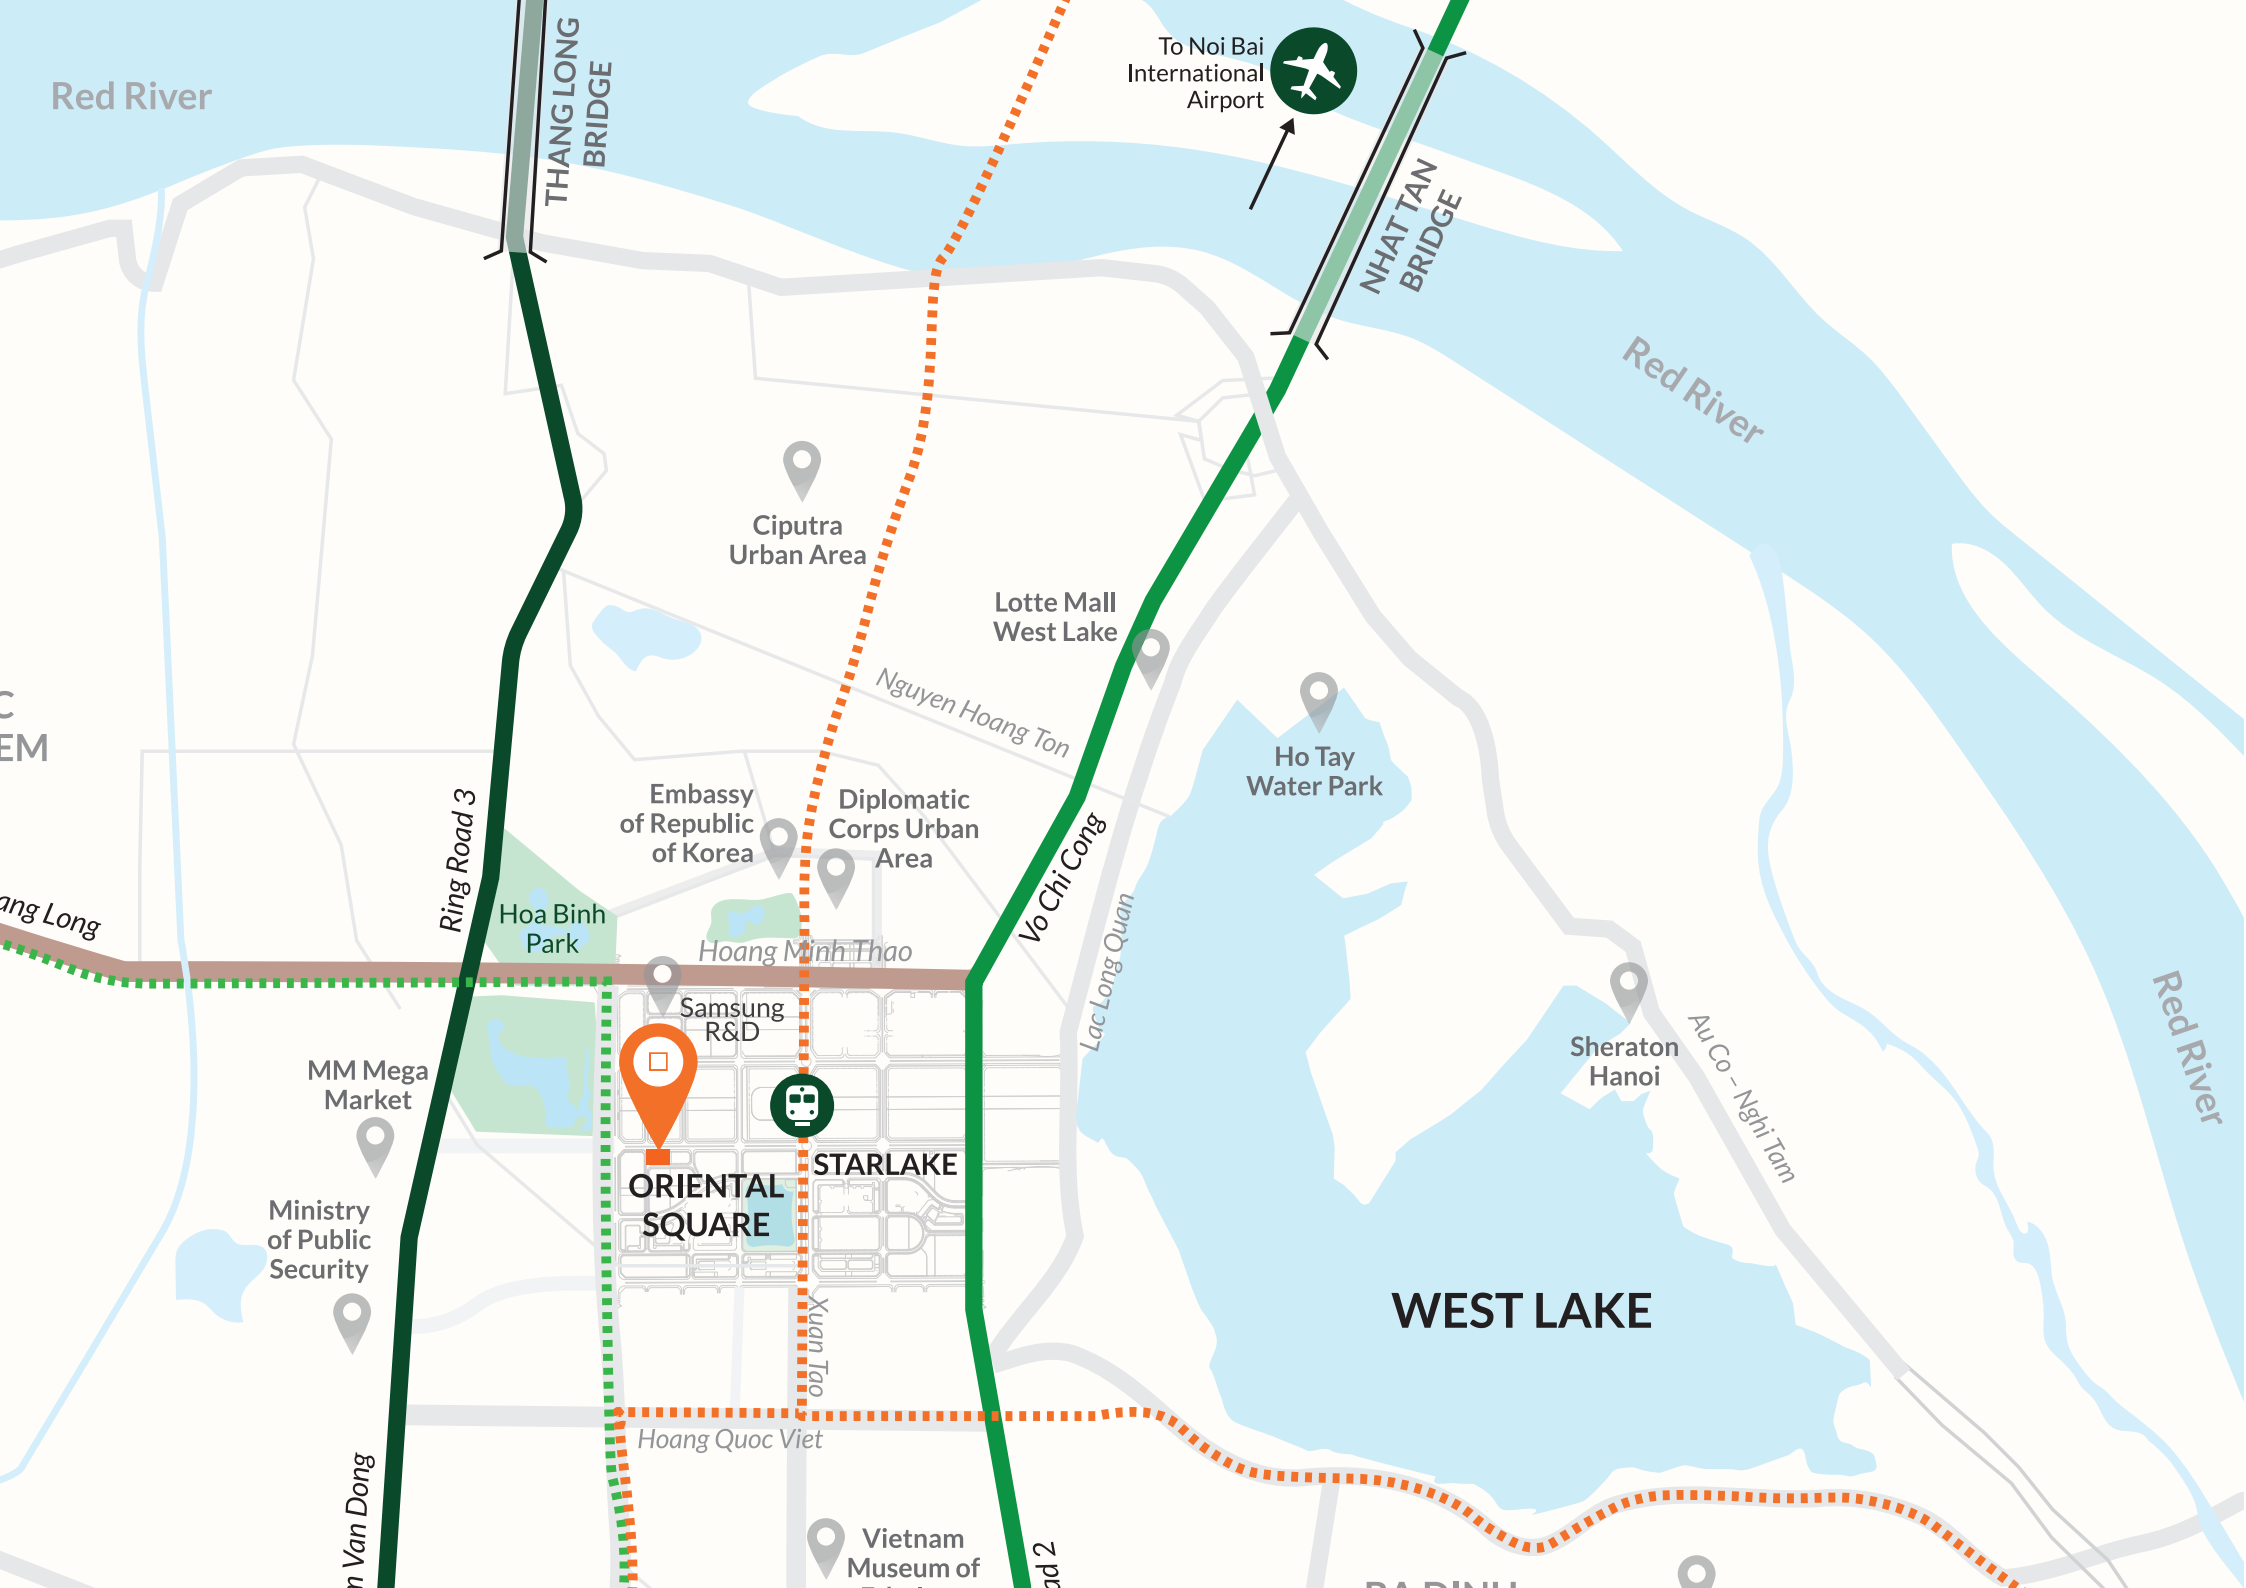 Red River
THANG LONG
BRIDGE
To Noi Bai
International
Airport
NHAT TAN
BRIDGE
Red River
Ciputra
Urban Area
Lotte Mall
West Lake
Nguyen Hoang Ton
Ho Tay
Water Park
C
EM
Embassy
of Republic
of Korea
Diplomatic
Corps Urban
Area
Ring Road 3
Vo Chi Cong
Lac Long Quan
ang Long
Hoa Binh
Park
Hoang Minh Thao
Samsung
R&D
MM Mega
Market
Sheraton
Hanoi
Au Co - Nghi Tam
Red River
STARLAKE
ORIENTAL
SQUARE
Ministry
of Public
Security
WEST LAKE
Xuan Tao
Hoang Quoc Viet
n Van Dong
Vietnam
Museum of
ad 2